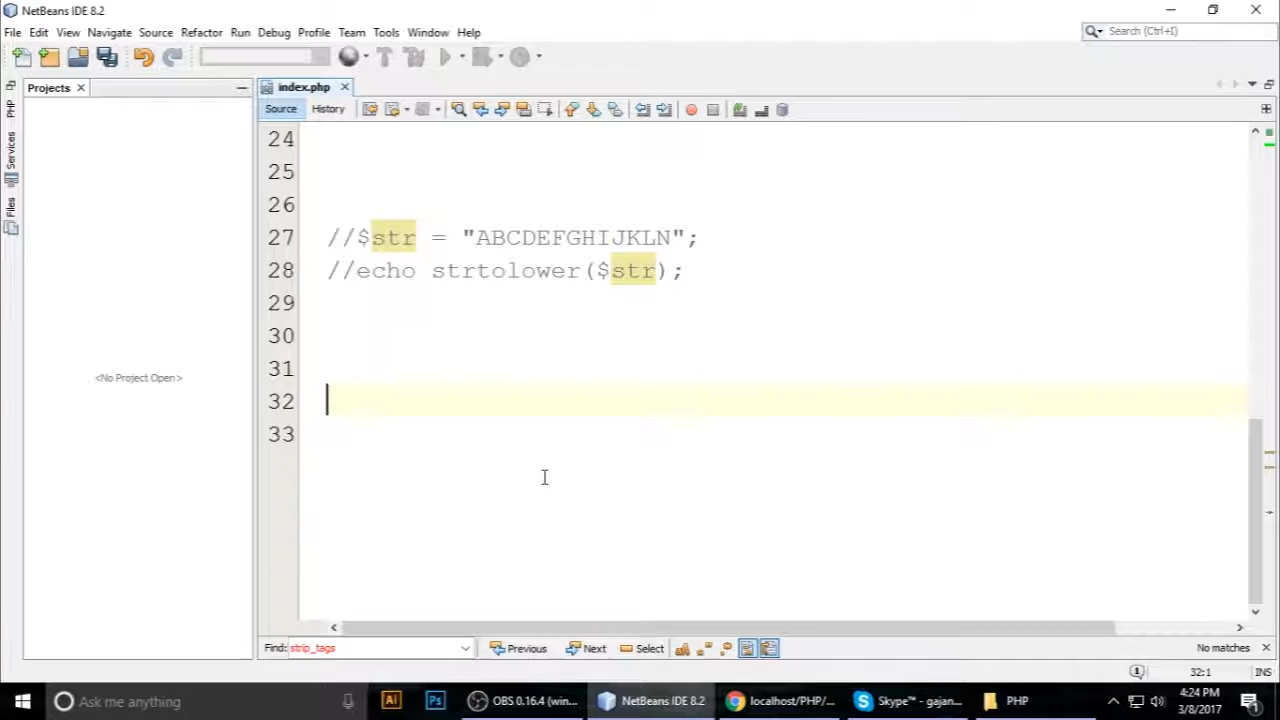 NetBeans IDE 8.2
File Edit View Navigate Source Refactor Run Debug Profile Team Tools Window Help
Search (Ctrl+I)
Projects
index.php
PHP
Services
Files
Source History
<No Project Open>
24
25
26
27 //$str = "ABCDEFGHIJKLN";
28 //echo strtolower($str);
29
30
31
32
33
Find: strip_tags Previous Next Select No matches
32:1 INS
Ask me anything
Ai
Ps
OBS 0.16.4 (win...
NetBeans IDE 8.2
localhost/PHP/...
Skype™ - gajan...
PHP
4:24 PM
3/8/2017